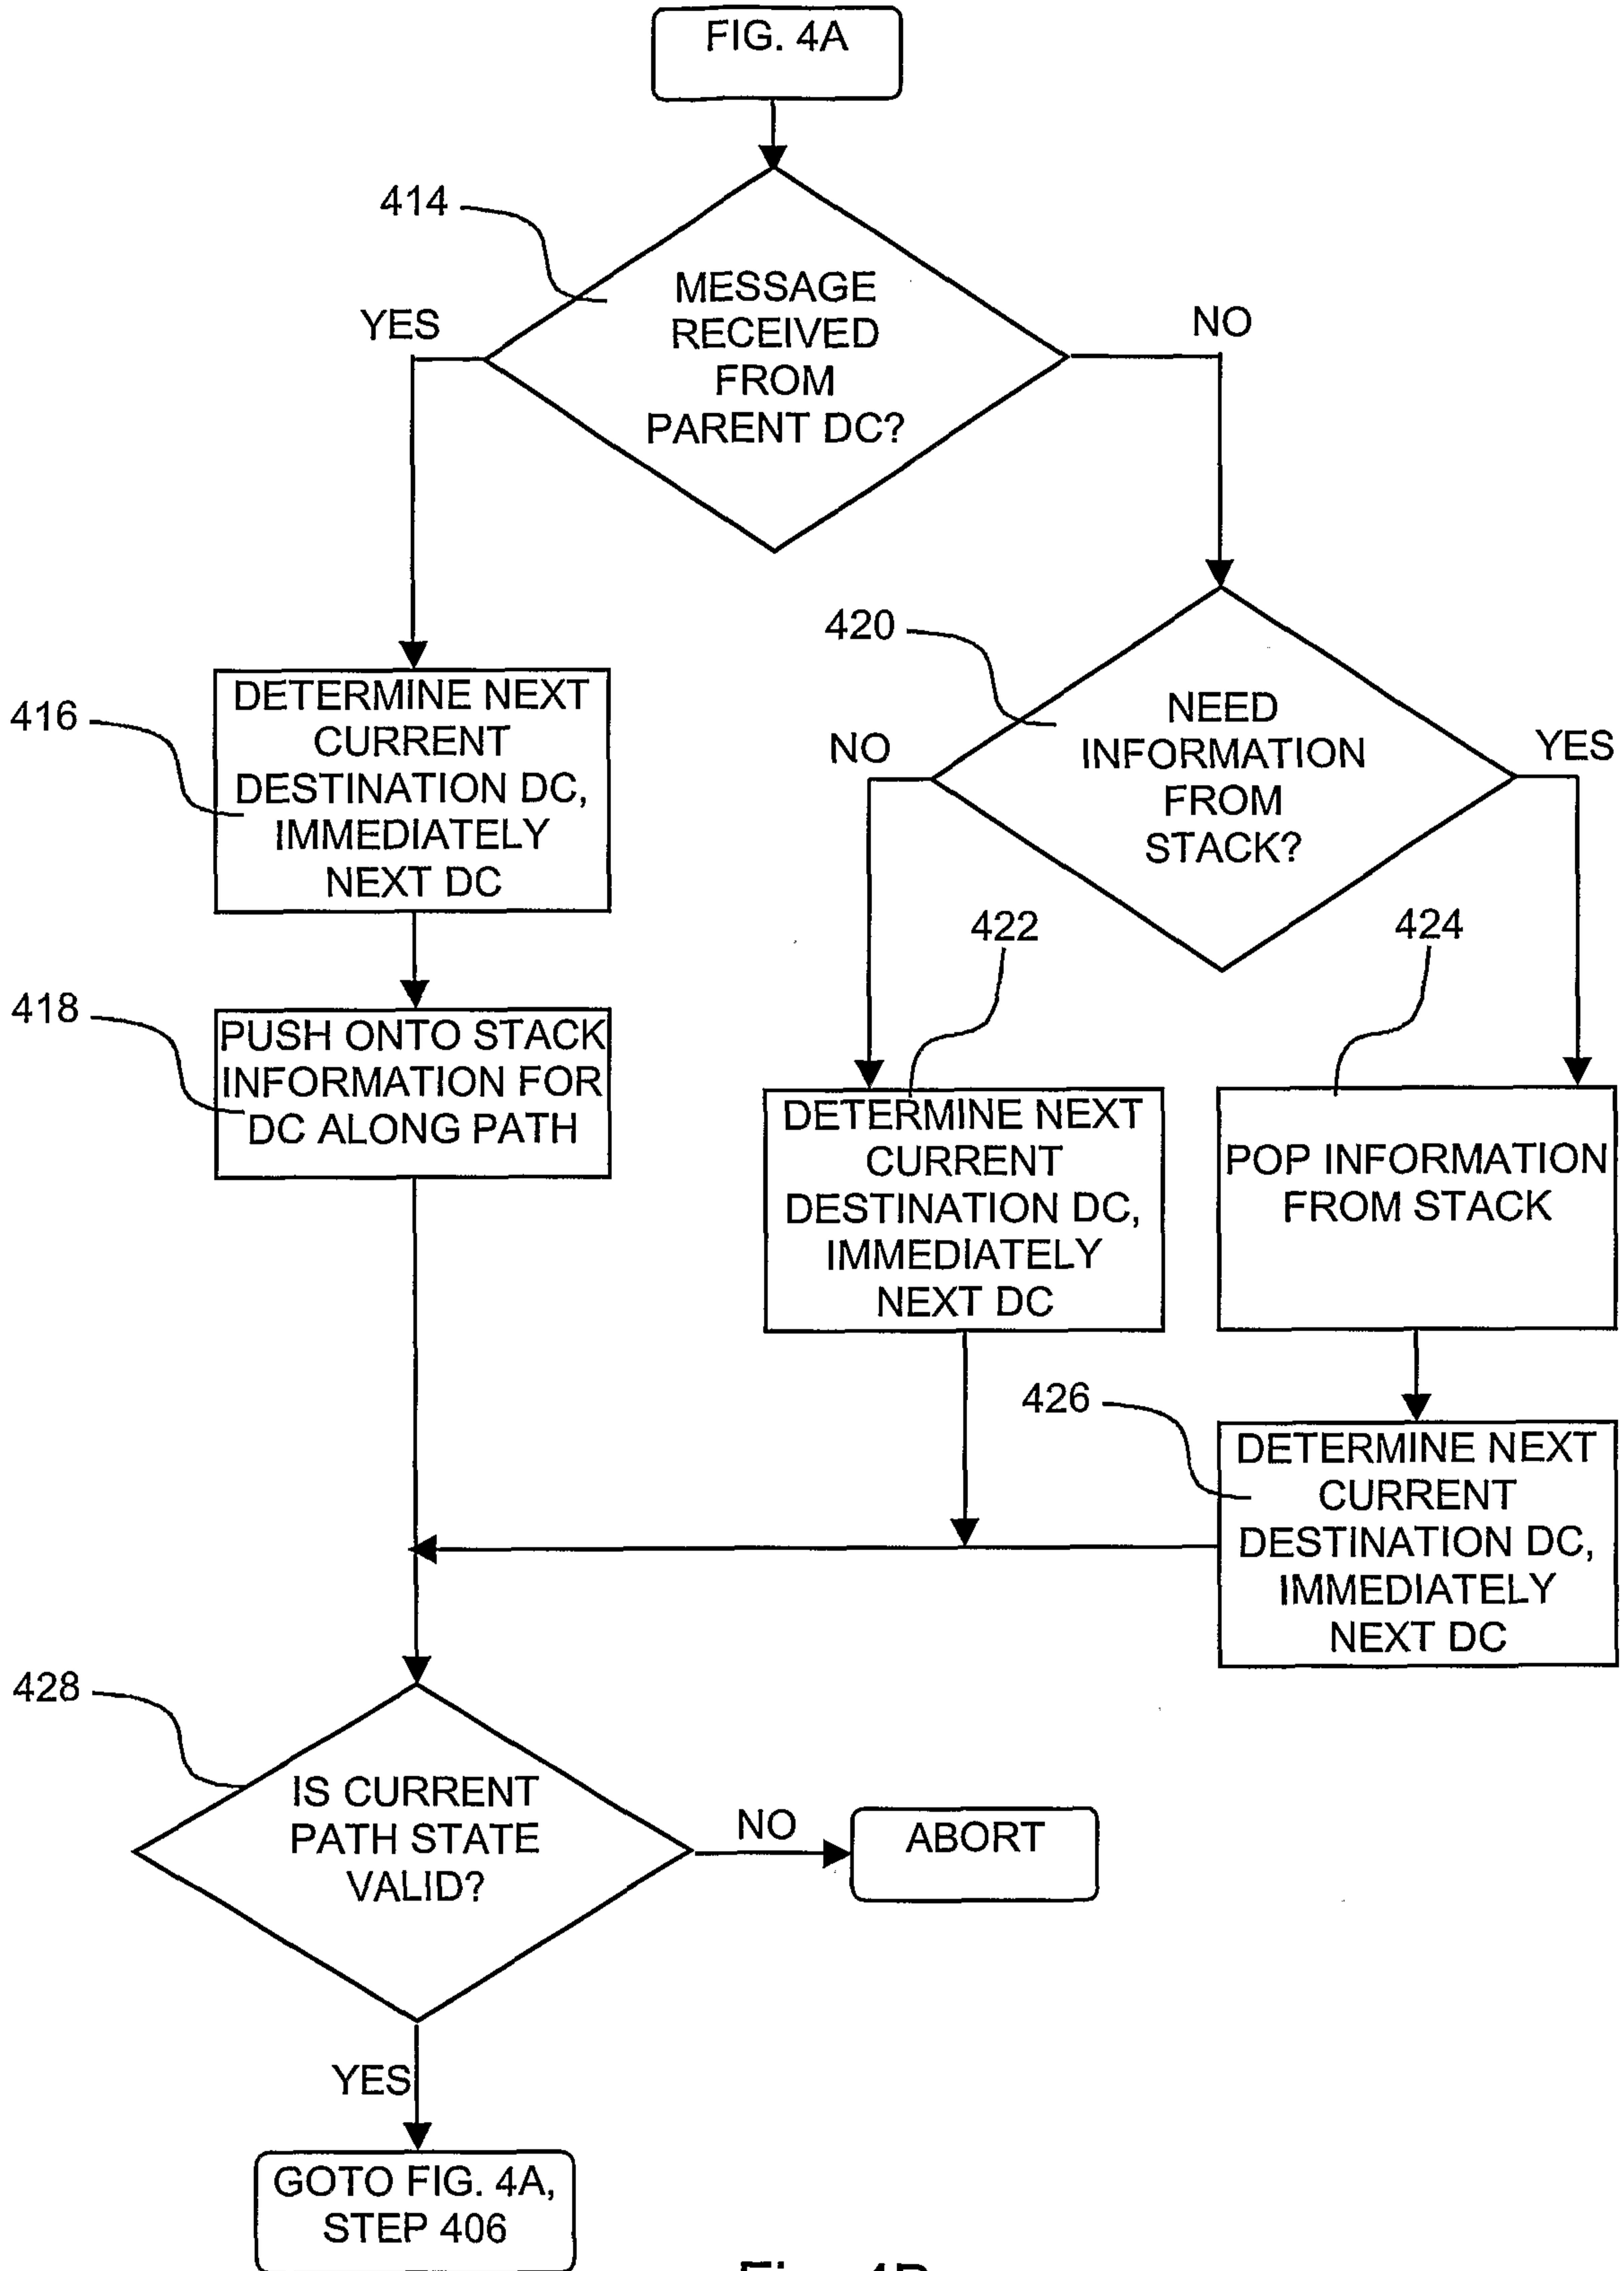 FIG. 4A
414
MESSAGE
RECEIVED
FROM
PARENT DC?
YES
NO
420
NEED
INFORMATION
FROM
STACK?
NO
YES
416
DETERMINE NEXT
CURRENT
DESTINATION DC,
IMMEDIATELY
NEXT DC
418
PUSH ONTO STACK
INFORMATION FOR
DC ALONG PATH
422
DETERMINE NEXT
CURRENT
DESTINATION DC,
IMMEDIATELY
NEXT DC
424
POP INFORMATION
FROM STACK
426
DETERMINE NEXT
CURRENT
DESTINATION DC,
IMMEDIATELY
NEXT DC
428
IS CURRENT
PATH STATE
VALID?
NO
ABORT
YES
GOTO FIG. 4A,
STEP 406